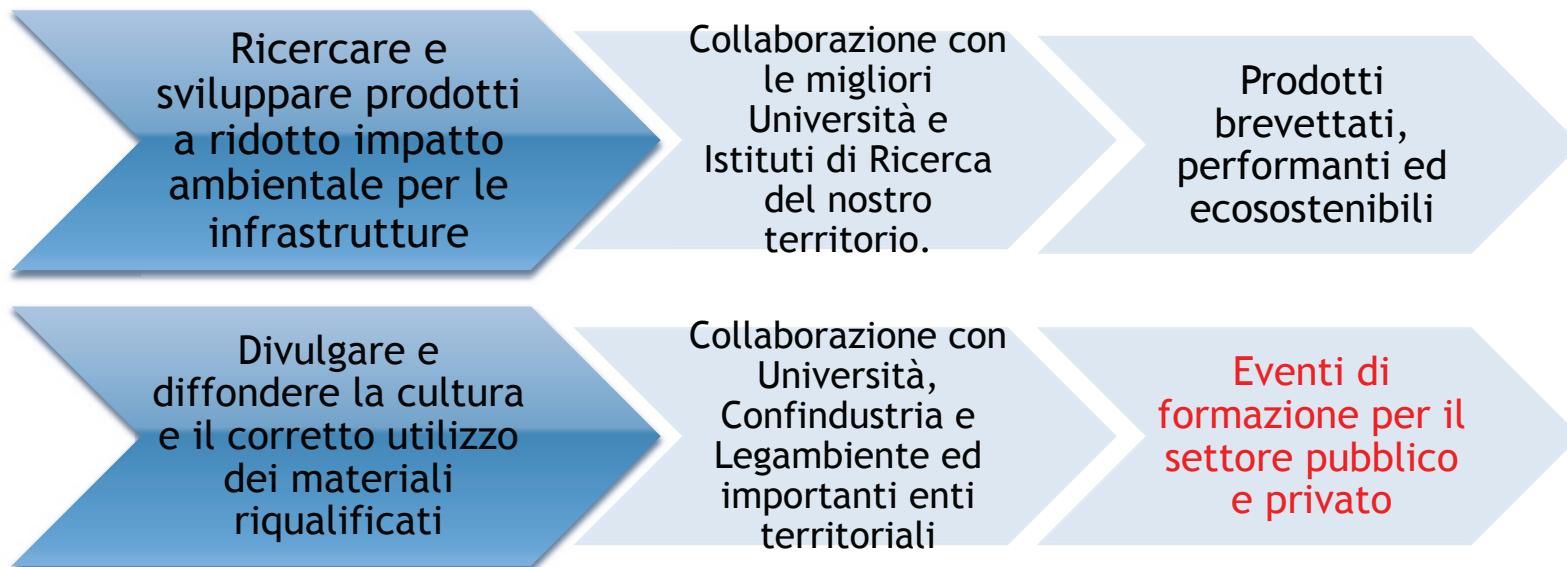 Ricercare e
sviluppare prodotti
a ridotto impatto
ambientale per le
infrastrutture
Collaborazione con
le migliori
Università e
Istituti di Ricerca
del nostro
territorio.
Prodotti
brevettati,
performanti ed
ecosostenibili
Divulgare e
diffondere la cultura
e il corretto utilizzo
dei materiali
riqualificati
Collaborazione con
Università,
Confindustria e
Legambiente ed
importanti enti
territoriali
Eventi di
formazione per il
settore pubblico
e privato